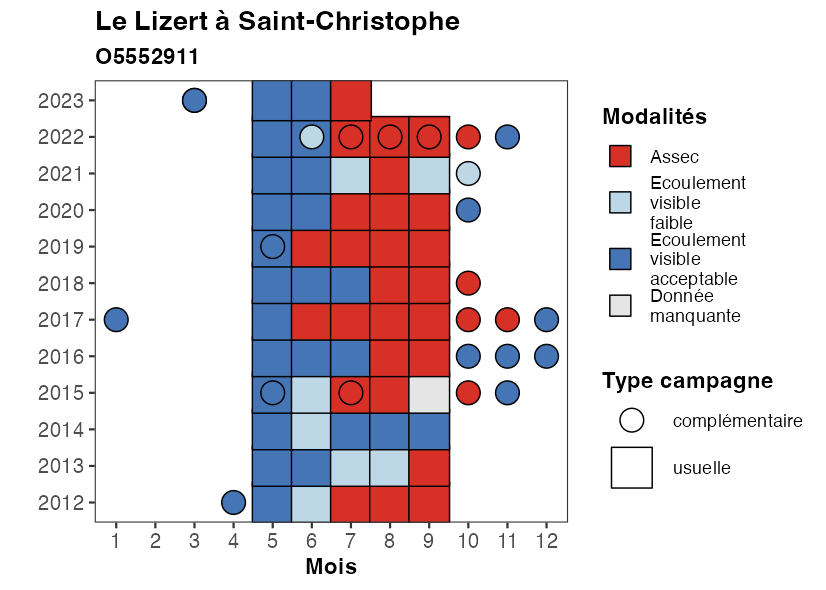 Le Lizert à Saint-Christophe
O5552911
2023
2022
2021
2020
2019
2018
2017
2016
2015
2014
2013
2012
1 2 3 4 5 6 7 8 9 10 11 12
Mois
Modalités
Assec
Ecoulement
visible
faible
Ecoulement
visible
acceptable
Donnée
manquante
Type campagne
complémentaire
usuelle